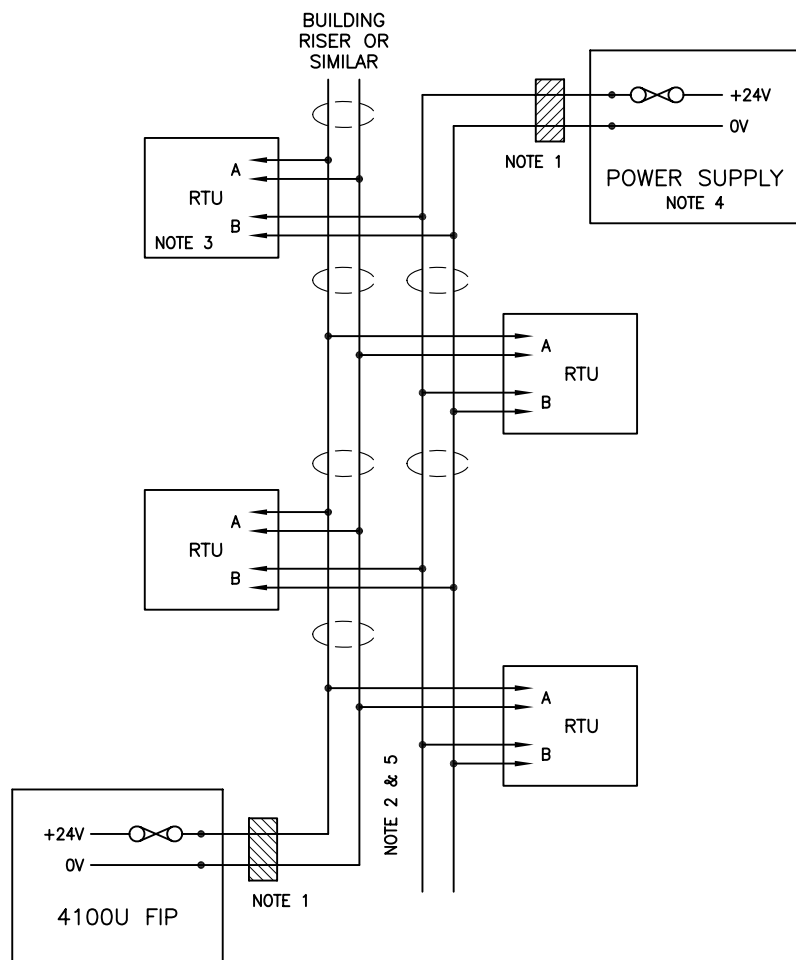 BUILDING
RISER OR
SIMILAR
+24V
0V
NOTE 1
POWER SUPPLY
NOTE 4
A
RTU
B
NOTE 3
A
RTU
B
A
RTU
B
A
RTU
B
NOTE 2 & 5
+24V
0V
NOTE 1
4100U FIP